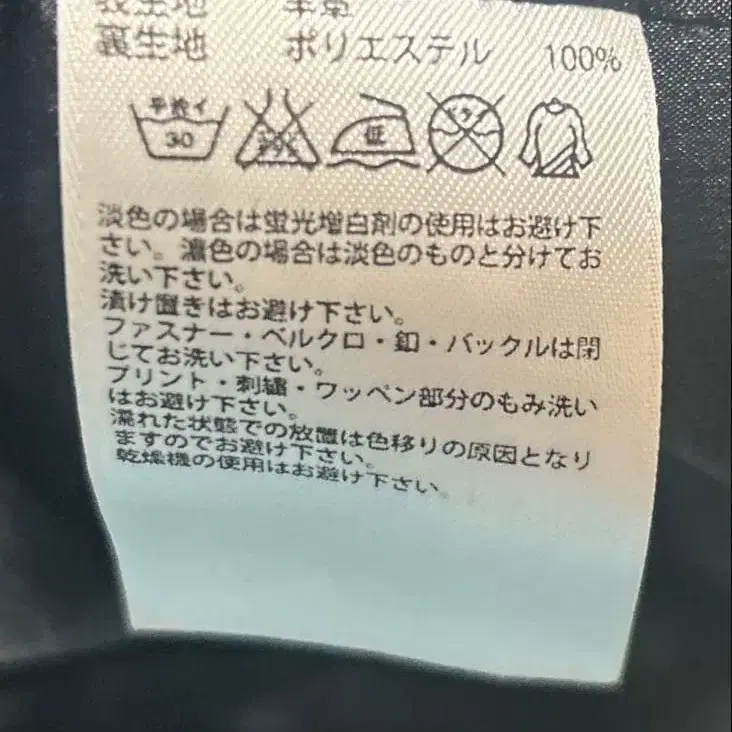 表生地 羊革
裏生地 ポリエステル 100%
手洗イ 30 低 ドライ
淡色の場合は蛍光増白剤の使用はお避け下
さい。濃色の場合は淡色のものと分けてお
洗い下さい。
漬け置きはお避け下さい。
ファスナー・ベルクロ・釦・バックルは閉
じてお洗い下さい。
プリント・刺繍・ワッペン部分のもみ洗い
はお避け下さい。
濡れた状態での放置は色移りの原因となり
ますのでお避け下さい。
乾燥機の使用はお避け下さい。